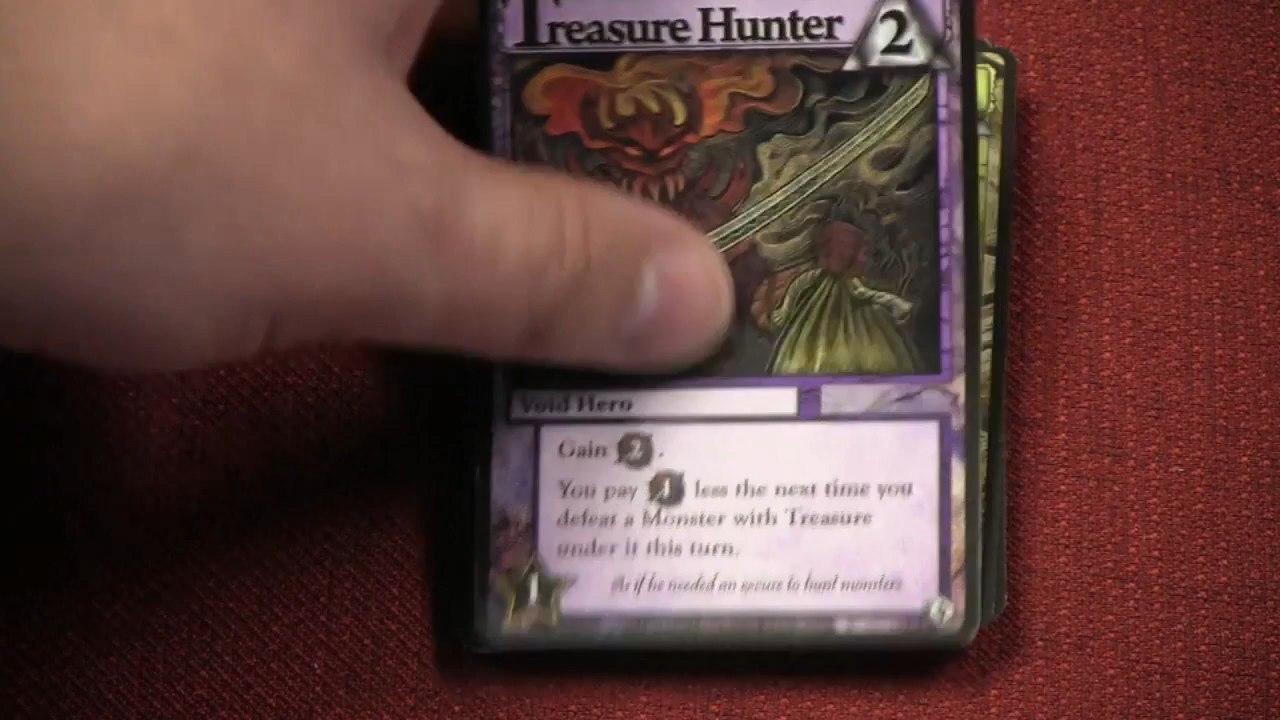 Treasure Hunter 2
Void Hero
Gain 2.
You pay 1 less the next time you
defeat a Monster with Treasure
under it this turn.
As if he needed an excuse to hunt monsters
1